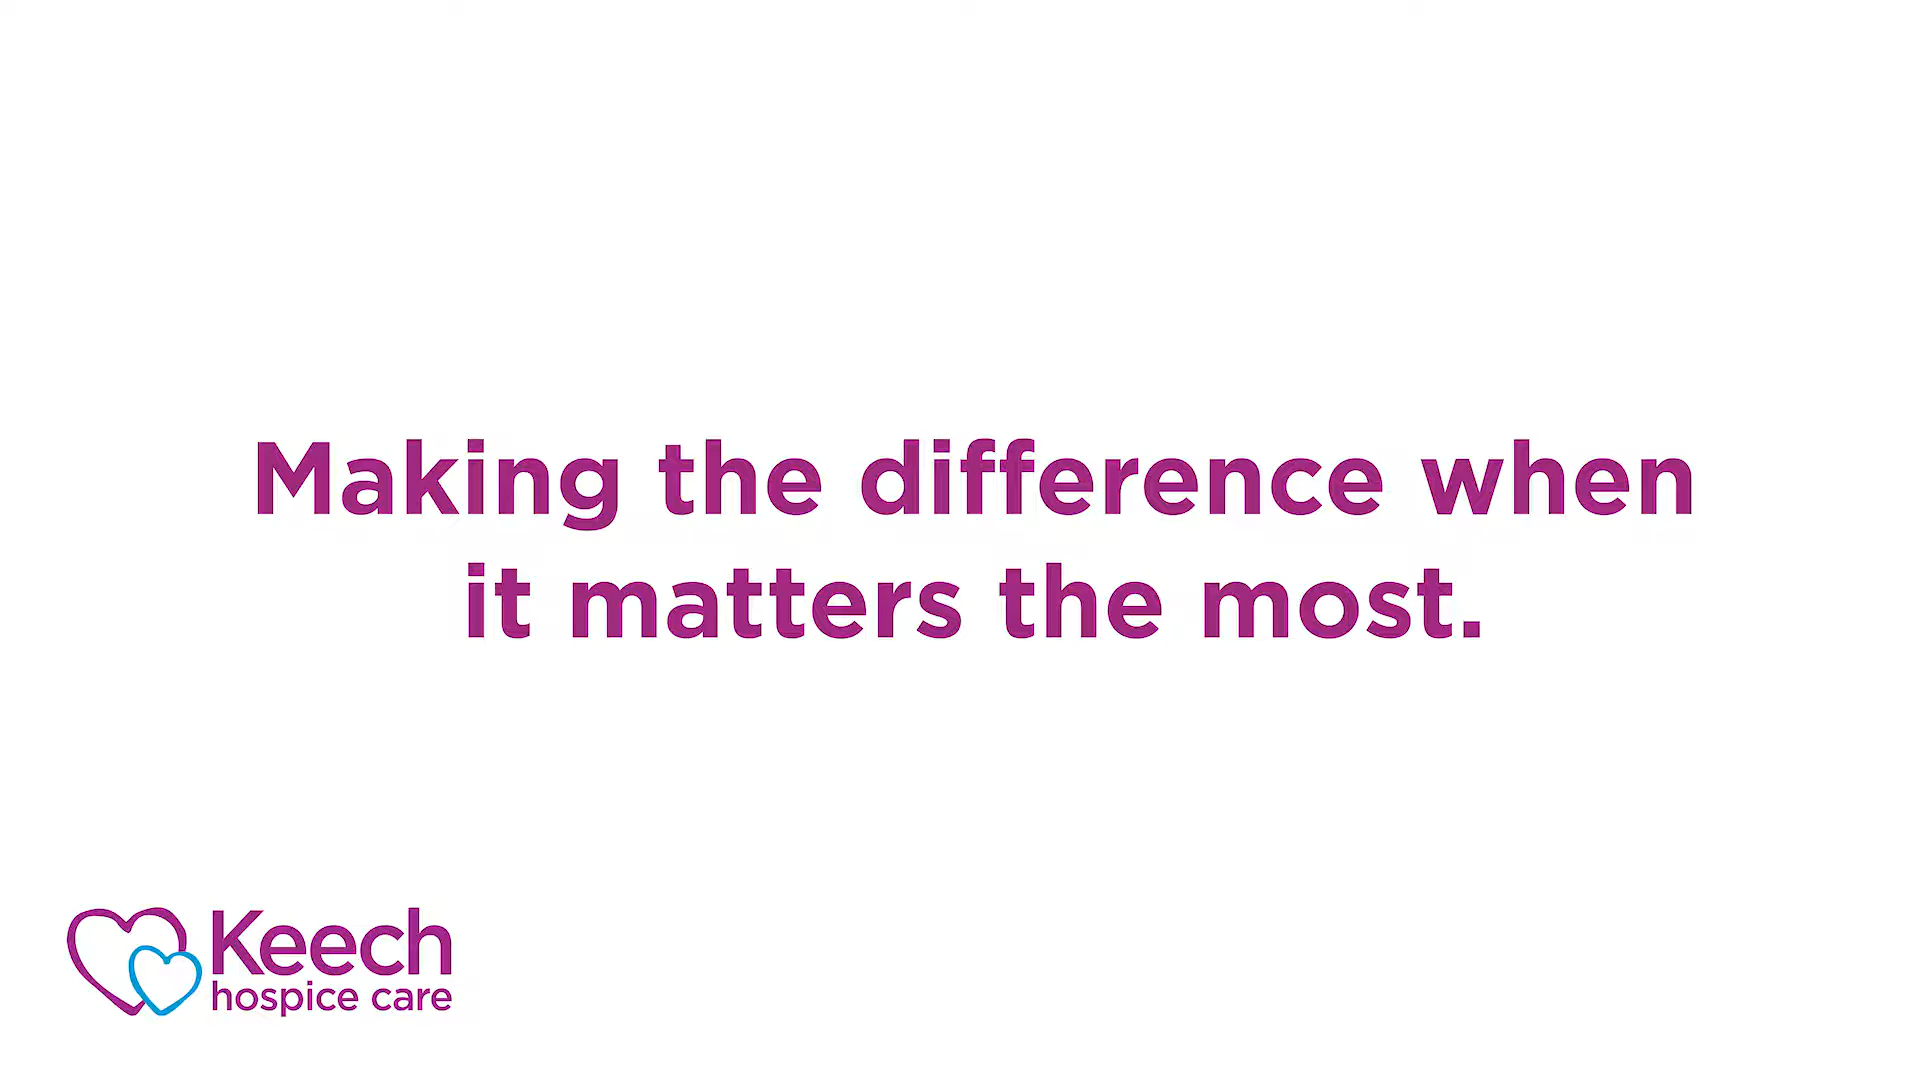 Making the difference when
it matters the most.
Keech
hospice care